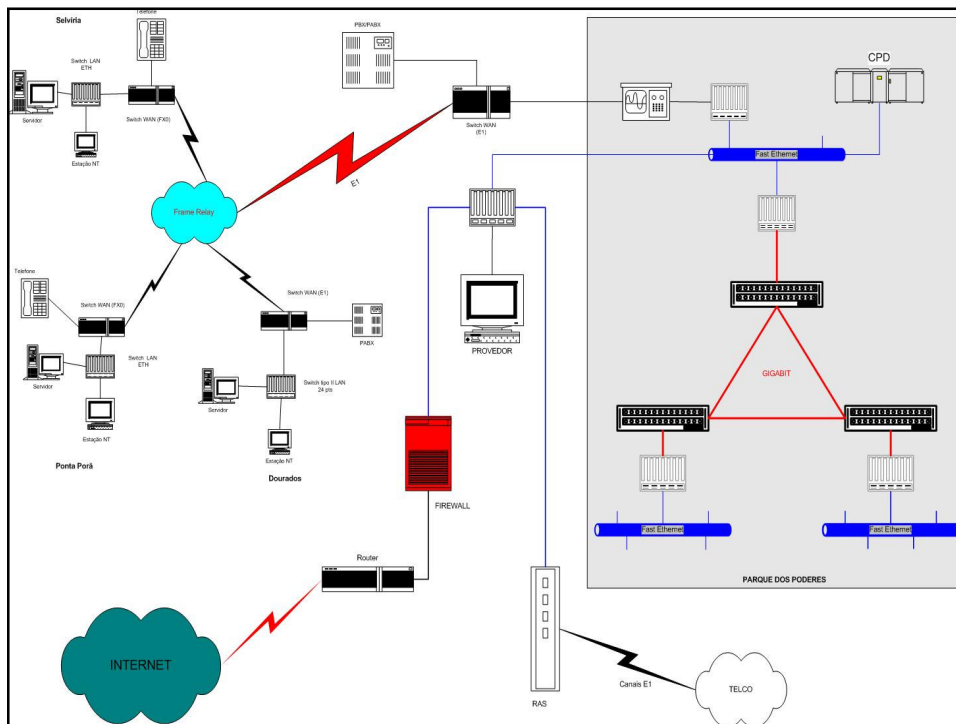 Selvíria
Telefone
Switch LAN
ETH
Servidor
Switch WAN (FX0)
Estação NT
PBX/PABX
Switch WAN
(E1)
E1
Frame Relay
CPD
Fast Ethernet
Telefone
Switch WAN (FX0)
Switch LAN
ETH
Servidor
Estação NT
Ponta Porã
Switch WAN (E1)
PABX
Switch tipo II LAN
24 pts
Servidor
Estação NT
Dourados
PROVEDOR
GIGABIT
FIREWALL
Router
Fast Ethernet
Fast Ethernet
PARQUE DOS PODERES
INTERNET
RAS
Canais E1
TELCO